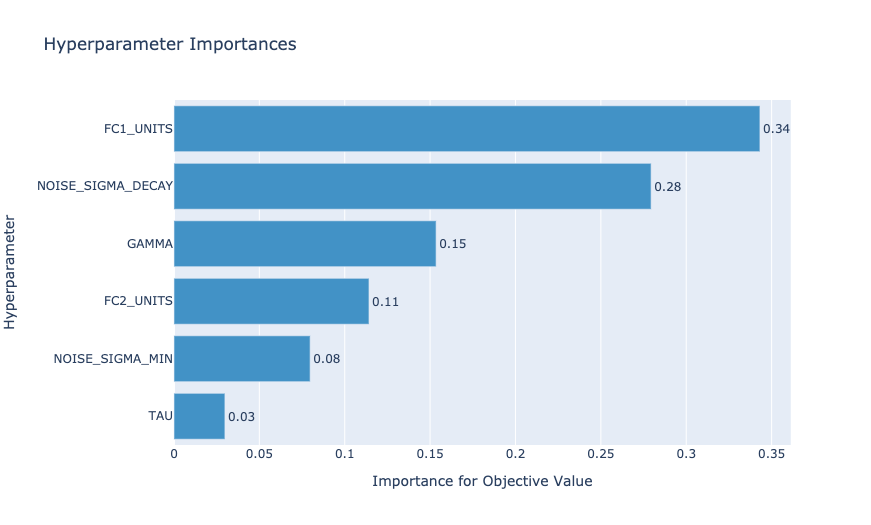 Hyperparameter Importances
Hyperparameter
FC1_UNITS
0.34
NOISE_SIGMA_DECAY
0.28
GAMMA
0.15
FC2_UNITS
0.11
NOISE_SIGMA_MIN
0.08
TAU
0.03
0 0.05 0.1 0.15 0.2 0.25 0.3 0.35
Importance for Objective Value